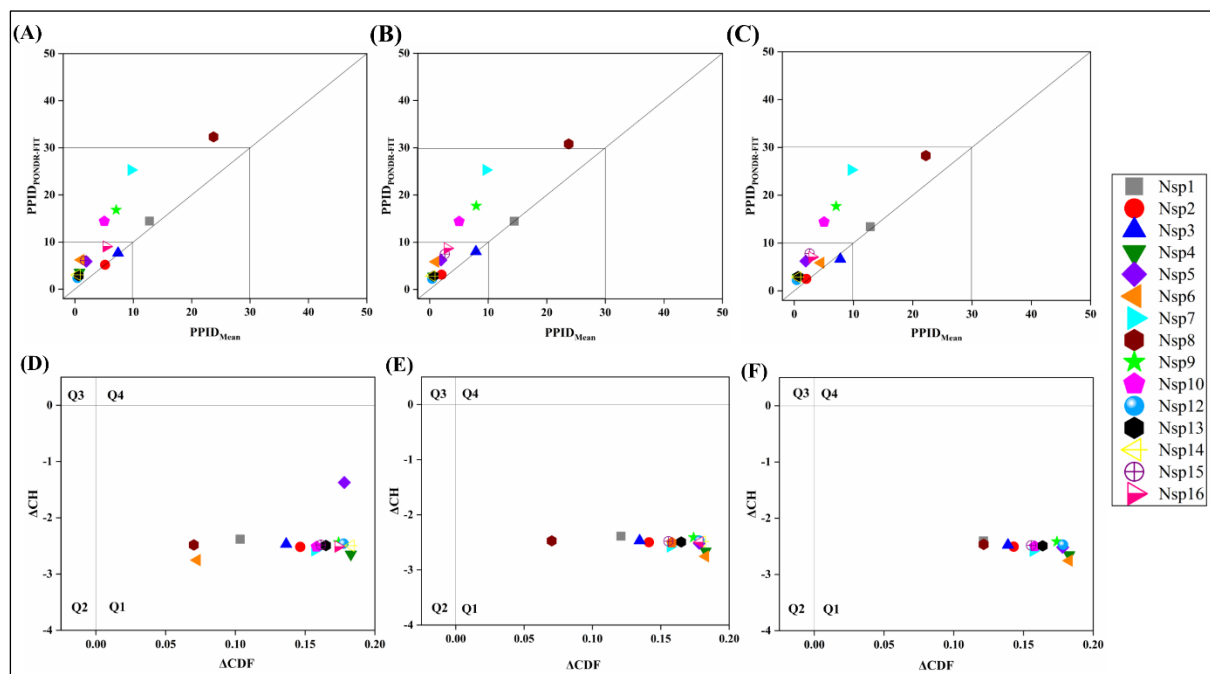 (A)
50
40
30
20
10
0
PPID_PONDR-FIT
0 10 20 30 40 50
PPID_Mean
(B)
50
40
30
20
10
0
PPID_PONDR-FIT
0 10 20 30 40 50
PPID_Mean
(C)
50
40
30
20
10
0
PPID_PONDR-FIT
0 10 20 30 40 50
PPID_Mean
(D)
Q3 Q4
0
-1
-2
-3
-4
ΔCH
Q2 Q1
0.00 0.05 0.10 0.15 0.20
ΔCDF
(E)
Q3 Q4
0
-1
-2
-3
-4
ΔCH
Q2 Q1
0.00 0.05 0.10 0.15 0.20
ΔCDF
(F)
Q3 Q4
0
-1
-2
-3
-4
ΔCH
Q2 Q1
0.00 0.05 0.10 0.15 0.20
ΔCDF
Nsp1
Nsp2
Nsp3
Nsp4
Nsp5
Nsp6
Nsp7
Nsp8
Nsp9
Nsp10
Nsp12
Nsp13
Nsp14
Nsp15
Nsp16